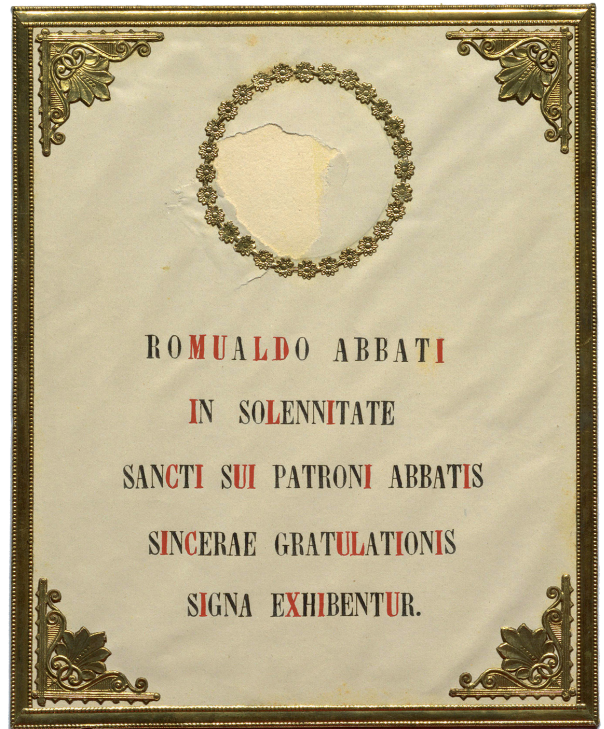 ROMUALDO ABBATI
IN SOLENNITATE
SANCTI SUI PATRONI ABBATIS
SINCERAE GRATULATIONIS
SIGNA EXHIBENTUR.